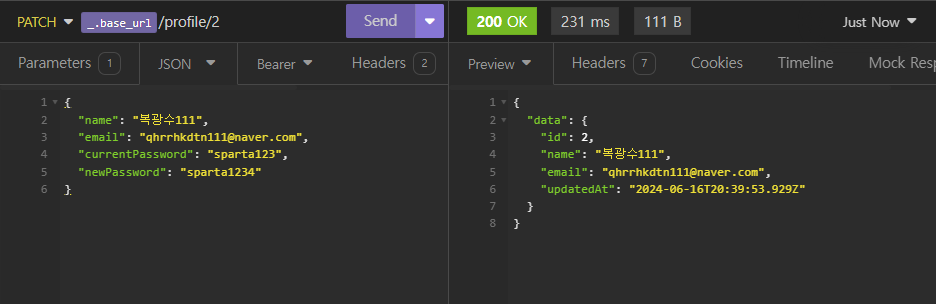 PATCH _.base_url /profile/2 Send
200 OK 231 ms 111 B Just Now
Parameters 1 JSON Bearer Headers 2
Preview Headers 7 Cookies Timeline Mock Resp
1 {
2 "name": "복광수111",
3 "email": "qhrrhkdtn111@naver.com",
4 "currentPassword": "sparta123",
5 "newPassword": "sparta1234"
6 }
1 {
2 "data": {
3 "id": 2,
4 "name": "복광수111",
5 "email": "qhrrhkdtn111@naver.com",
6 "updatedAt": "2024-06-16T20:39:53.929Z"
7 }
8 }